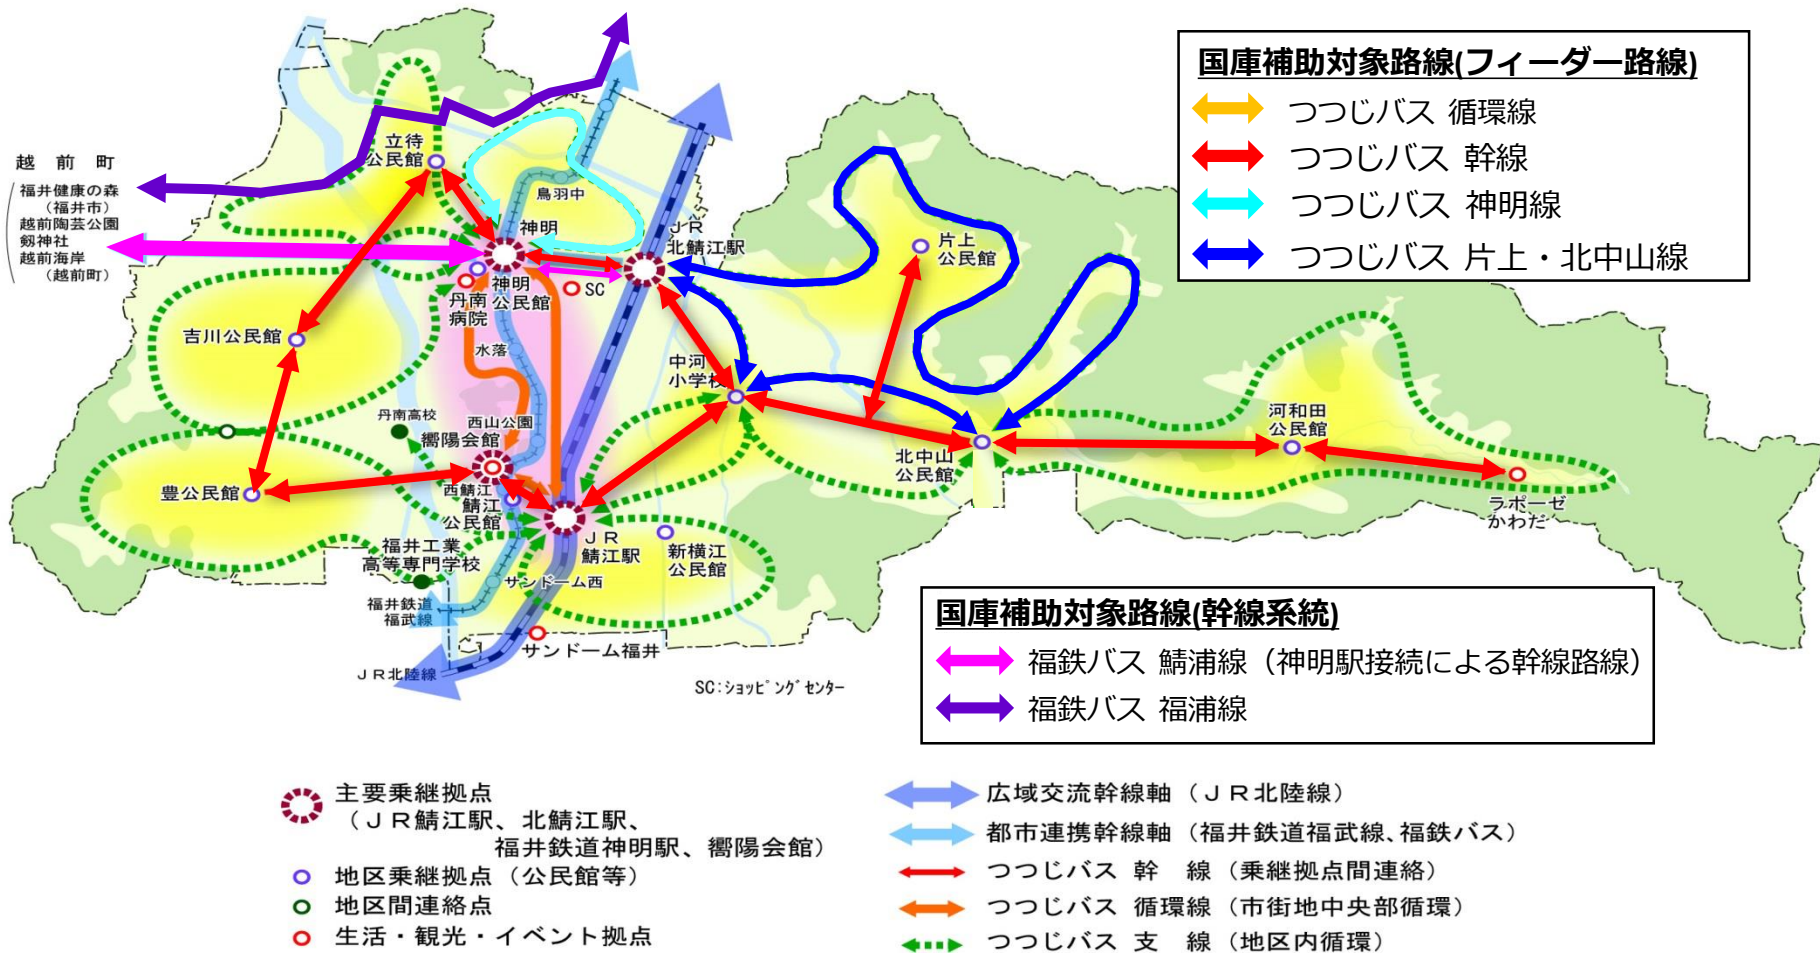 国庫補助対象路線(フィーダー路線)
つつじバス 循環線
つつじバス 幹線
つつじバス 神明線
つつじバス 片上・北中山線
越 前 町
福井健康の森
(福井市)
越前陶芸公園
剱神社
越前海岸
(越前町)
立待
公民館
鳥羽中
神明
JR
北鯖江駅
片上
公民館
神明
公民館
SC
丹南
病院
吉川公民館
水落
中河
小学校
丹南高校
西山公園
嚮陽会館
河和田
公民館
北中山
公民館
豊公民館
西鯖江
鯖江
公民館
ラポーゼ
かわだ
JR
鯖江駅
新横江
公民館
福井工業
高等専門学校
サンドーム西
福井鉄道
福武線
サンドーム福井
JR北陸線
SC:ショッピングセンター
国庫補助対象路線(幹線系統)
福鉄バス 鯖浦線(神明駅接続による幹線路線)
福鉄バス 福浦線
主要乗継拠点
(JR鯖江駅、北鯖江駅、
福井鉄道神明駅、嚮陽会館)
地区乗継拠点(公民館等)
地区間連絡点
生活・観光・イベント拠点
広域交流幹線軸(JR北陸線)
都市連携幹線軸(福井鉄道福武線、福鉄バス)
つつじバス 幹 線(乗継拠点間連絡)
つつじバス 循環線(市街地中央部循環)
つつじバス 支 線(地区内循環)